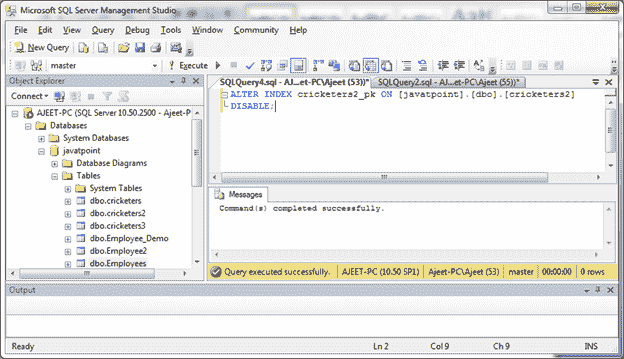 Microsoft SQL Server Management Studio
File Edit View Query Debug Tools Window Community Help
New Query
master Execute
Object Explorer
Connect
AJEET-PC (SQL Server 10.50.2500 - Ajeet-P
Databases
System Databases
javatpoint
Database Diagrams
Tables
System Tables
dbo.cricketers
dbo.cricketers2
dbo.cricketers3
dbo.Employee_Demo
dbo.Employee2
dbo.Employees
SQLQuery4.sql - AJ...et-PC\Ajeet (53))* SQLQuery2.sql - AJ...et-PC\Ajeet (55))*
ALTER INDEX cricketers2_pk ON [javatpoint].[dbo].[cricketers2]
DISABLE;
Messages
Command(s) completed successfully.
Query executed successfully. AJEET-PC (10.50 SP1) Ajeet-PC\Ajeet (53) master 00:00:00 0 rows
Output
Ready Ln 2 Col 9 Ch 9 INS